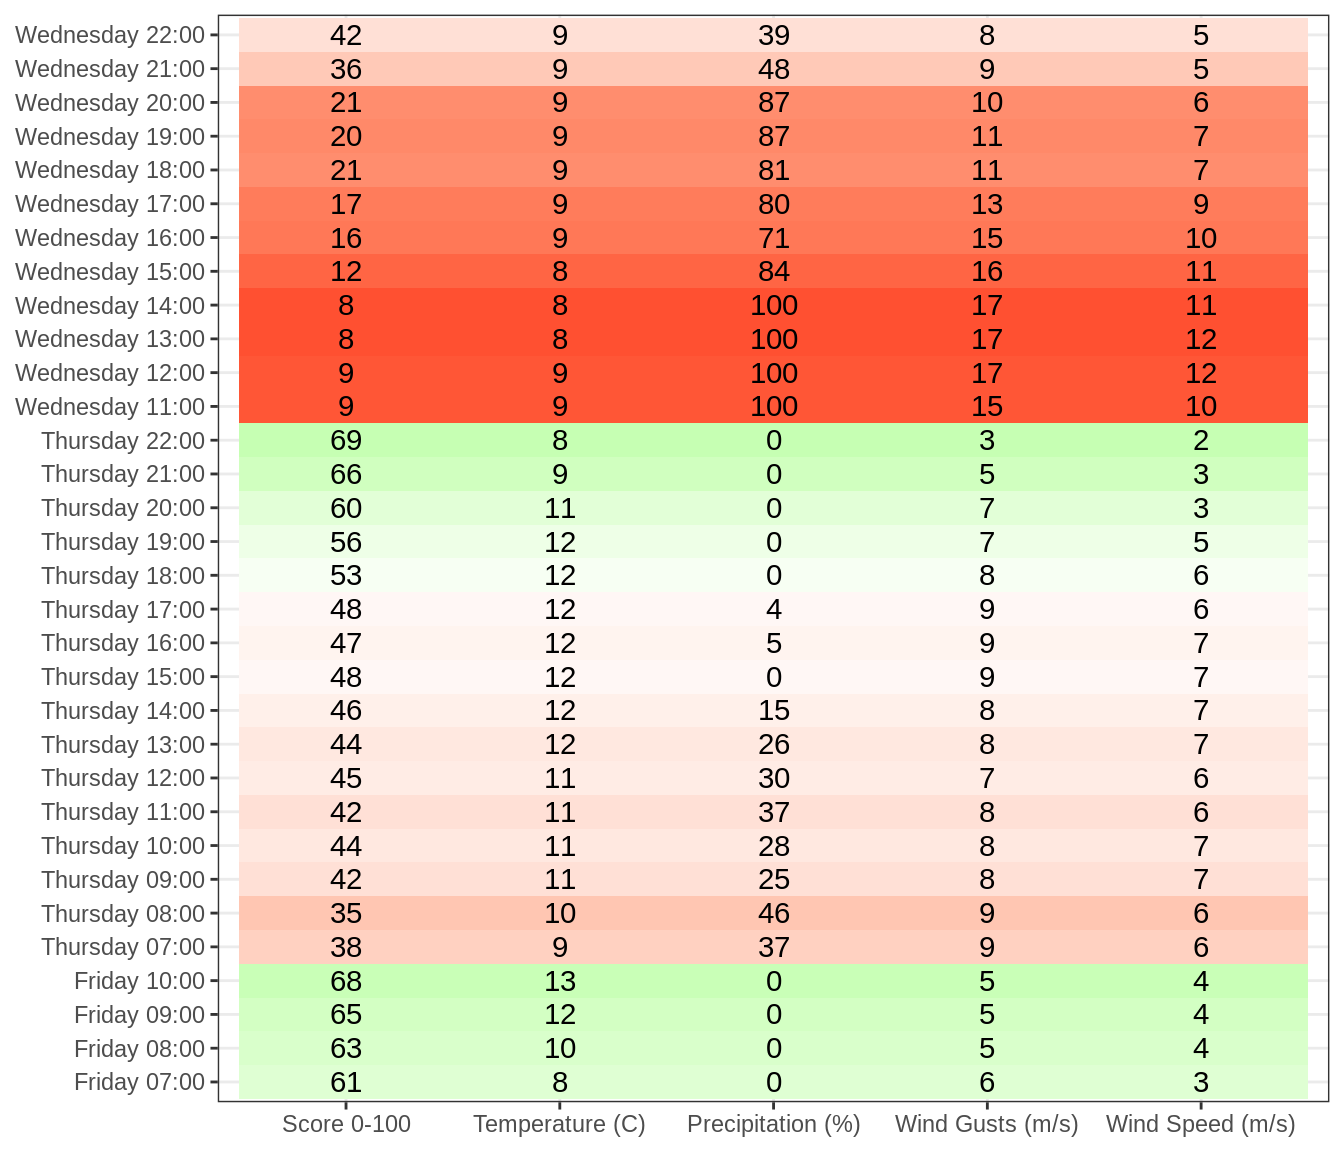 Wednesday 22:00 42 9 39 8 5
Wednesday 21:00 36 9 48 9 5
Wednesday 20:00 21 9 87 10 6
Wednesday 19:00 20 9 87 11 7
Wednesday 18:00 21 9 81 11 7
Wednesday 17:00 17 9 80 13 9
Wednesday 16:00 16 9 71 15 10
Wednesday 15:00 12 8 84 16 11
Wednesday 14:00 8 8 100 17 11
Wednesday 13:00 8 8 100 17 12
Wednesday 12:00 9 9 100 17 12
Wednesday 11:00 9 9 100 15 10
Thursday 22:00 69 8 0 3 2
Thursday 21:00 66 9 0 5 3
Thursday 20:00 60 11 0 7 3
Thursday 19:00 56 12 0 7 5
Thursday 18:00 53 12 0 8 6
Thursday 17:00 48 12 4 9 6
Thursday 16:00 47 12 5 9 7
Thursday 15:00 48 12 0 9 7
Thursday 14:00 46 12 15 8 7
Thursday 13:00 44 12 26 8 7
Thursday 12:00 45 11 30 7 6
Thursday 11:00 42 11 37 8 6
Thursday 10:00 44 11 28 8 7
Thursday 09:00 42 11 25 8 7
Thursday 08:00 35 10 46 9 6
Thursday 07:00 38 9 37 9 6
Friday 10:00 68 13 0 5 4
Friday 09:00 65 12 0 5 4
Friday 08:00 63 10 0 5 4
Friday 07:00 61 8 0 6 3
Score 0-100 Temperature (C) Precipitation (%) Wind Gusts (m/s) Wind Speed (m/s)